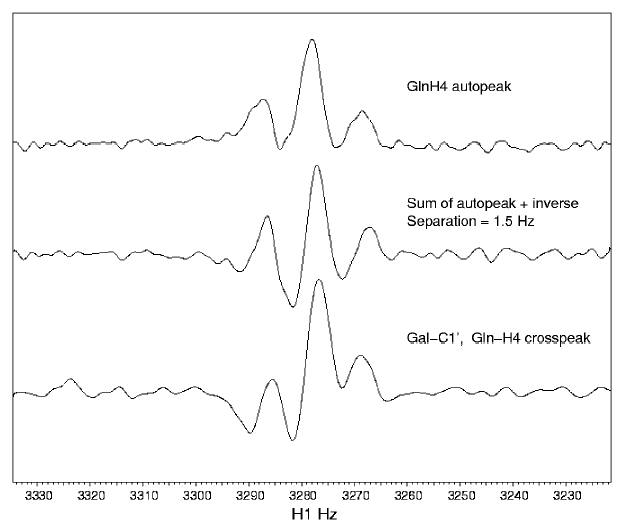 GlnH4 autopeak
Sum of autopeak + inverse
Separation = 1.5 Hz
Gal–C1', Gln–H4 crosspeak
3330 3320 3310 3300 3290 3280 3270 3260 3250 3240 3230
H1 Hz